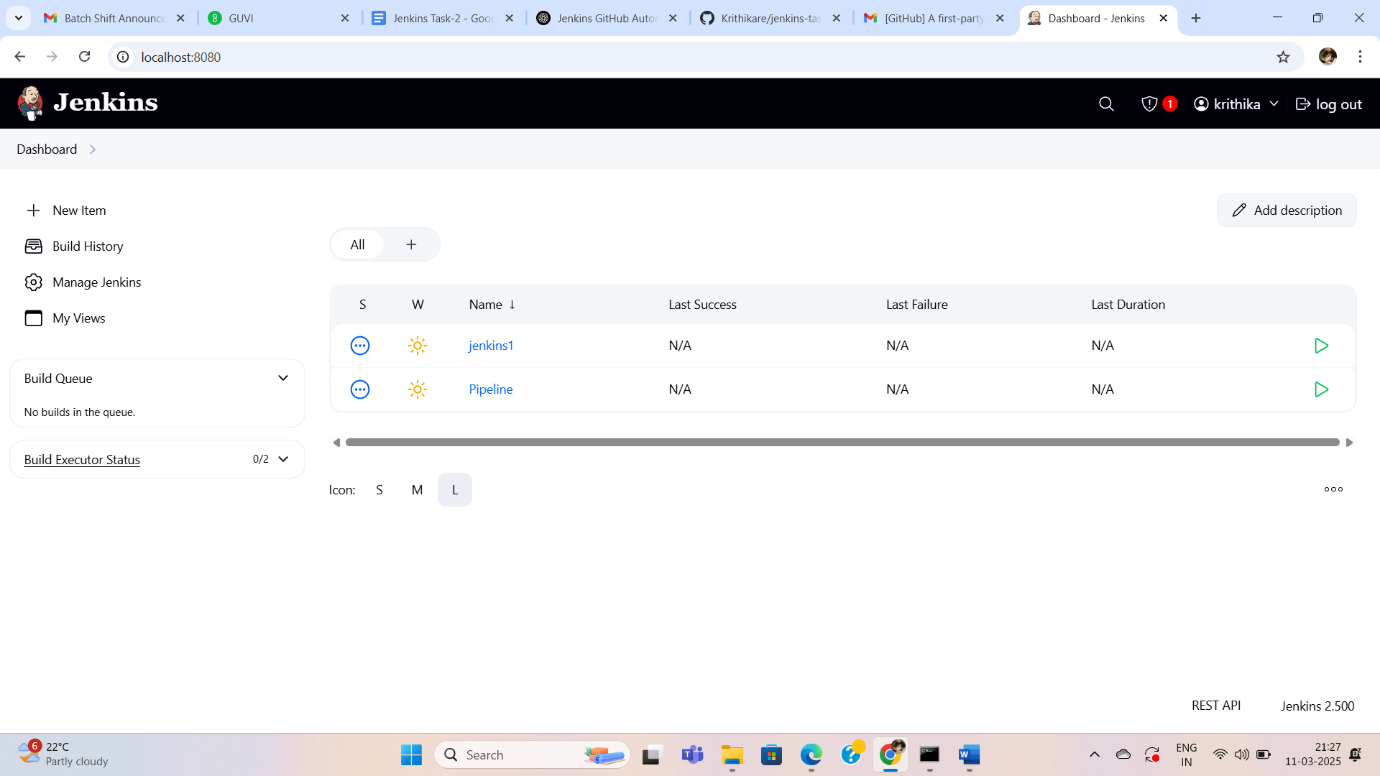 Batch Shift Announc
GUVI
Jenkins Task-2 - Goo
Jenkins GitHub Autor
Krithikare/jenkins-ta
[GitHub] A first-party
Dashboard - Jenkins
localhost:8080
Jenkins
1
krithika
log out
Dashboard
New Item
Build History
Manage Jenkins
My Views
Build Queue
No builds in the queue.
Build Executor Status
0/2
Add description
All
+
S W Name ↓ Last Success Last Failure Last Duration
jenkins1 N/A N/A N/A
Pipeline N/A N/A N/A
Icon: S M L
REST API
Jenkins 2.500
6
22°C
Partly cloudy
Search
ENG
IN
21:27
11-03-2025